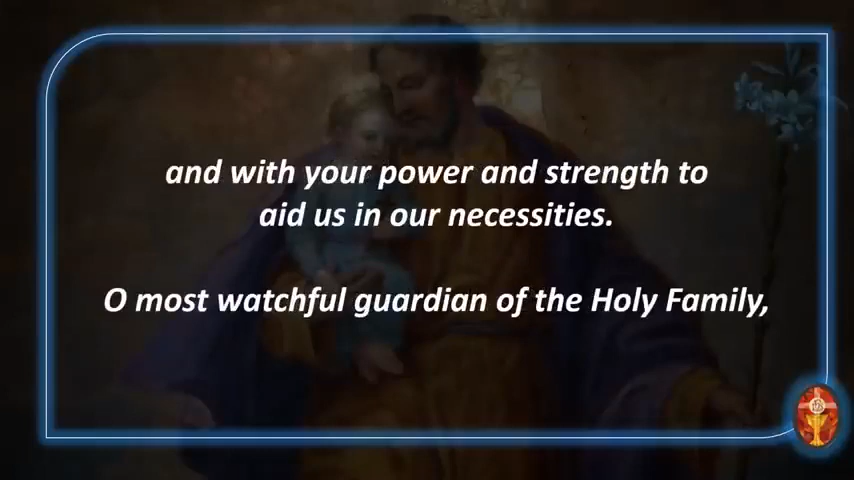 and with your power and strength to
aid us in our necessities.
O most watchful guardian of the Holy Family,